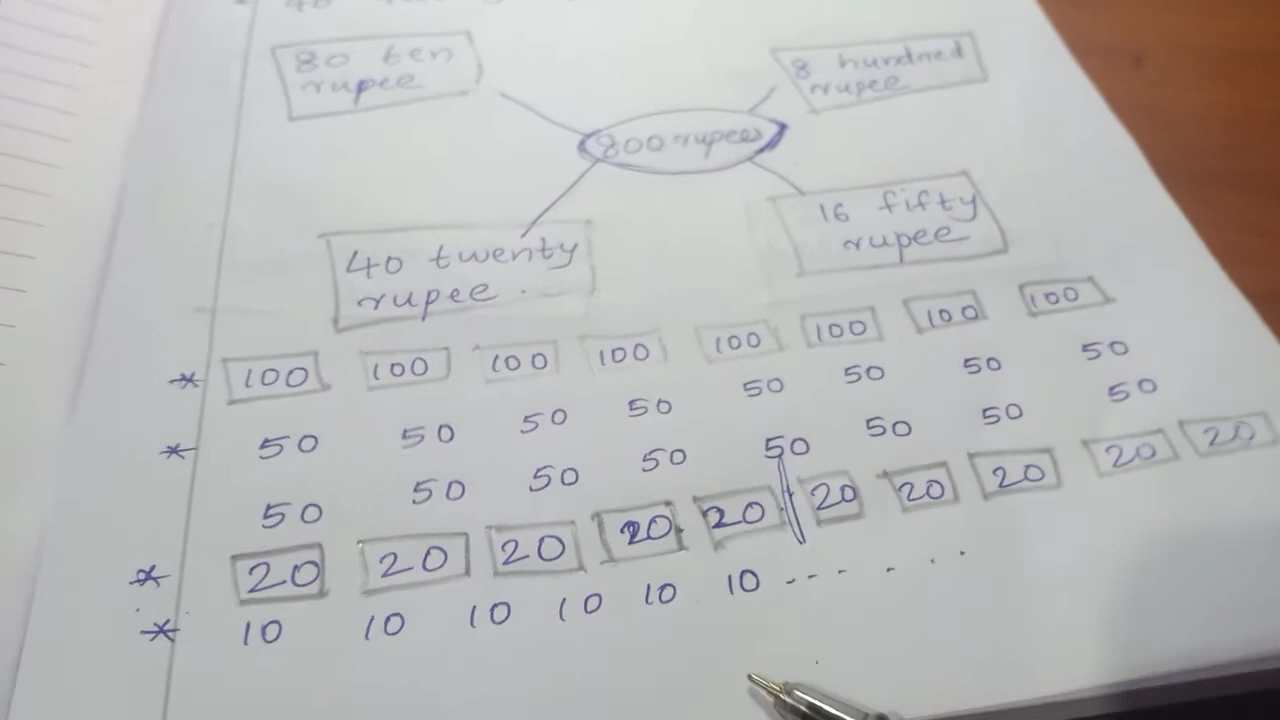 80 ten
rupee
8 hundred
rupee
800 rupees
16 fifty
rupee
40 twenty
rupee.
* 100 100 100 100 100 100 100 100
* 50 50 50 50 50 50 50 50
50 50 50 50 50 50 50 50
* 20 20 20 20 20 20 20 20 20 20
* 10 10 10 10 10 10 ---- . . .